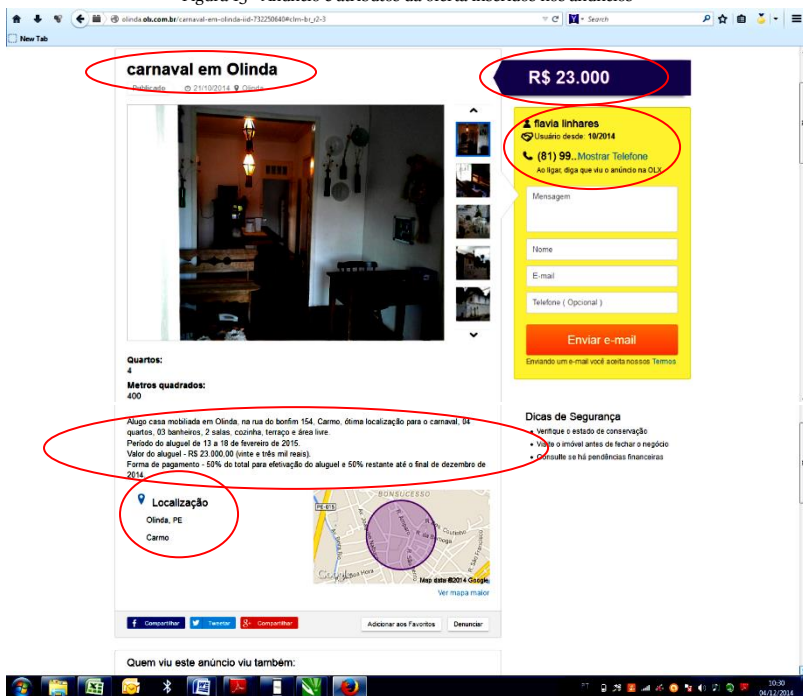 Figura 15 - Anúncio e atributos da oferta inseridos nos anúncios
olinda.olx.com.br/carnaval-em-olinda-iid-732250640#clm-br_r2-3
Search
New Tab
carnaval em Olinda
Publicada 21/10/2014 Olinda
R$ 23.000
flavia linhares
Usuário desde: 10/2014
(81) 99..Mostrar Telefone
Ao ligar, diga que viu o anúncio na OLX
Mensagem
Nome
E-mail
Telefone ( Opcional )
Enviar e-mail
Enviando um e-mail você aceita nossos Termos
Quartos:
4
Metros quadrados:
400
Alugo casa mobiliada em Olinda, na rua do bonfim 154, Carmo, ótima localização para o carnaval, 04
quartos, 03 banheiros, 2 salas, cozinha, terraço e área livre.
Período do aluguel de 13 a 18 de fevereiro de 2015.
Valor do aluguel - R$ 23.000,00 (vinte e três mil reais).
Forma de pagamento - 50% do total para efetivação do aluguel e 50% restante até o final de dezembro de
2014.
Dicas de Segurança
Verifique o estado de conservação
Visite o imóvel antes de fechar o negócio
Consulte se há pendências financeiras
Localização
Olinda, PE
Carmo
BONSUCESSO
PE-015
R. São Francisco
Google
Map data ©2014 Google
Ver mapa maior
Compartilhar
Tweetar
Compartilhar
Adicionar aos Favoritos
Denunciar
Quem viu este anúncio viu também:
PT
10:30
04/12/2014